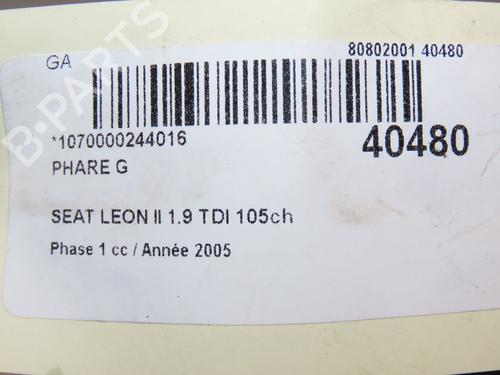 GA
80802001 40480
*1070000244016
40480
PHARE G
SEAT LEON II 1.9 TDI 105ch
Phase 1 cc / Année 2005
B-PARTS